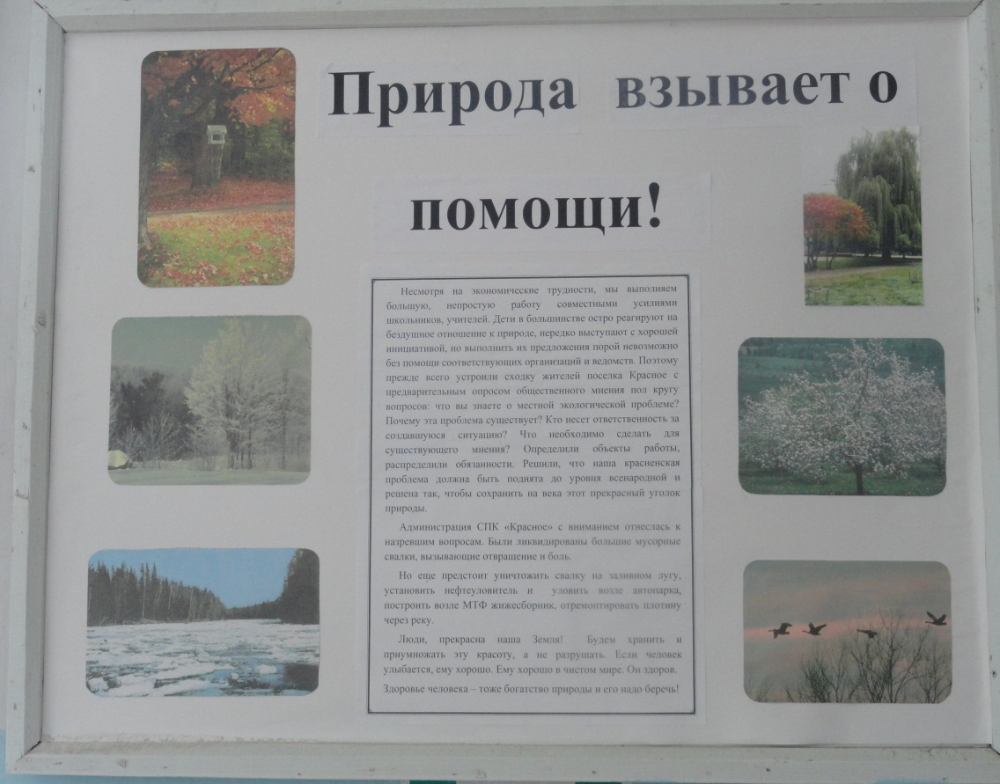 Природа взывает о
помощи!
Несмотря на экономические трудности, мы выполняем
большую, непростую работу совместными усилиями
школьников, учителей. Дети в большинстве остро реагируют на
бездушное отношение к природе, нередко выступают с хорошей
инициативой, но выполнить их предложения порой невозможно
без помощи соответствующих организаций и ведомств. Поэтому
прежде всего устроили сходку жителей поселка Красное с
предварительным опросом общественного мнения пол кругу
вопросов: что вы знаете о местной экологической проблеме?
Почему эта проблема существует? Кто несет ответственность за
создавшуюся ситуацию? Что необходимо сделать для
существующего мнения? Определили объекты работы,
распределили обязанности. Решили, что наша красненская
проблема должна быть поднята до уровня всенародной и
решена так, чтобы сохранить на века этот прекрасный уголок
природы.
Администрация СПК «Красное» с вниманием отнеслась к
назревшим вопросам. Были ликвидированы большие мусорные
свалки, вызывающие отвращение и боль.
Но еще предстоит уничтожить свалку на заливном лугу,
установить нефтеуловитель и уловить возле автопарка,
построить возле МТФ жижесборник, отремонтировать плотину
через реку.
Люди, прекрасна наша Земля! Будем хранить и
приумножать эту красоту, а не разрушать. Если человек
улыбается, ему хорошо. Ему хорошо в чистом мире. Он здоров.
Здоровье человека – тоже богатство природы и его надо беречь!